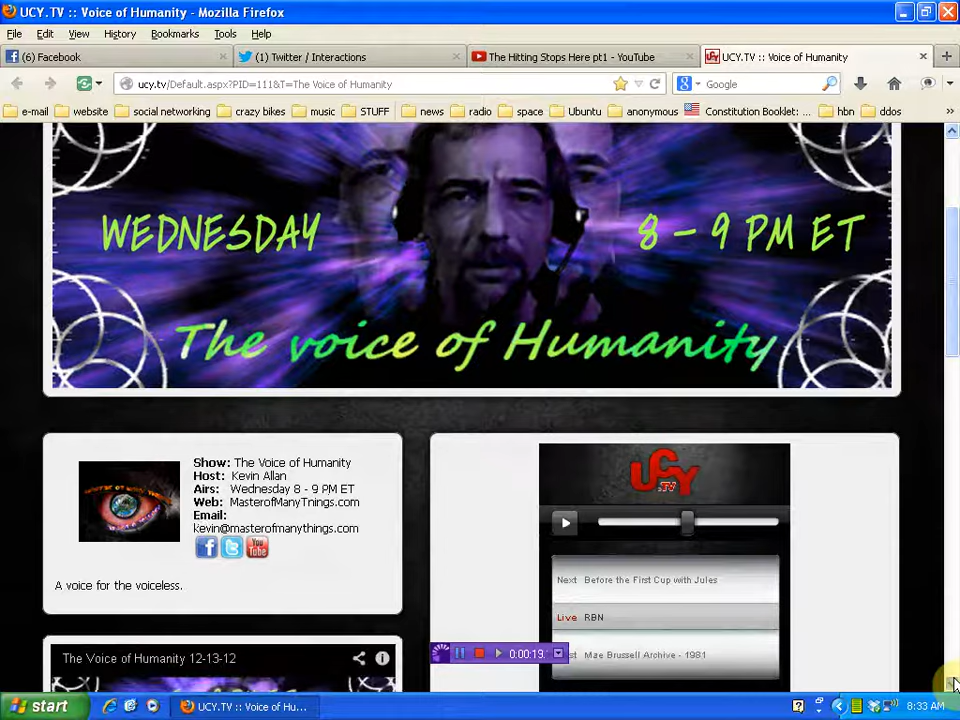 UCY.TV :: Voice of Humanity - Mozilla Firefox
File Edit View History Bookmarks Tools Help
(6) Facebook
(1) Twitter / Interactions
The Hitting Stops Here pt1 - YouTube
UCY.TV :: Voice of Humanity
ucy.tv/Default.aspx?PID=111&T=The Voice of Humanity
Google
e-mail website social networking crazy bikes music STUFF news radio space Ubuntu anonymous Constitution Booklet: ... hbn ddos
WEDNESDAY 8 - 9 PM ET
The voice of Humanity
Show: The Voice of Humanity
Host: Kevin Allan
Airs: Wednesday 8 - 9 PM ET
Web: MasterofManyThings.com
Email:
kevin@masterofmanythings.com
You Tube
A voice for the voiceless.
The Voice of Humanity 12-13-12
UCY
.TV
Next Before the First Cup with Jules
Live RBN
Mae Brussell Archive - 1981
0:00:19.
start
UCY.TV :: Voice of Hu...
8:33 AM